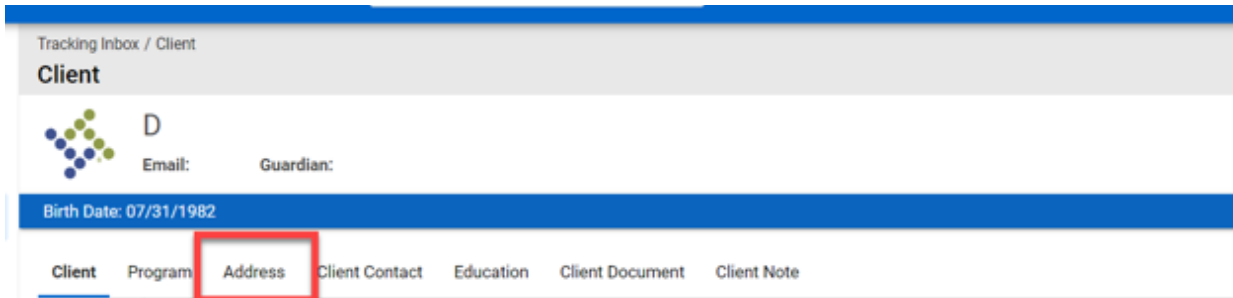 Tracking Inbox / Client
Client
D
Email: Guardian:
Birth Date: 07/31/1982
Client Program Address Client Contact Education Client Document Client Note